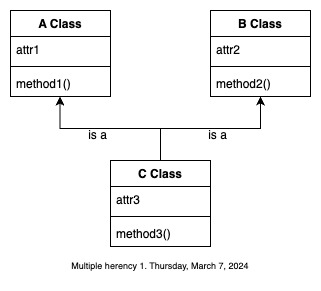 A Class
attr1
method1()
B Class
attr2
method2()
is a
is a
C Class
attr3
method3()
Multiple herency 1. Thursday, March 7, 2024